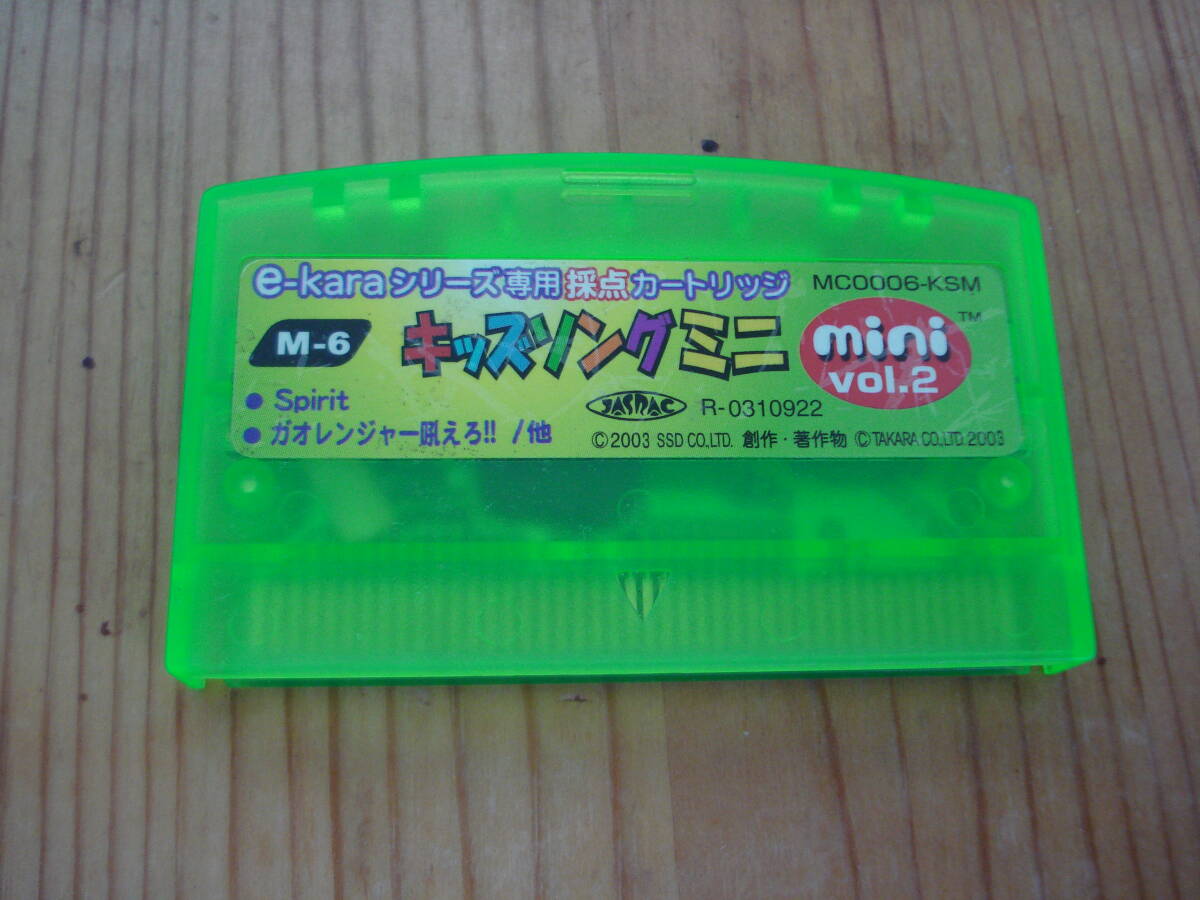 e-karaシリーズ専用採点カートリッジ MC0006-KSM
M-6 キッズソングミニ mini vol.2 TM
● Spirit
● ガオレンジャー吼えろ!! /他
JASRAC R-0310922
©2003 SSD CO.,LTD. 創作・著作物 ©TAKARA CO.,LTD.2003